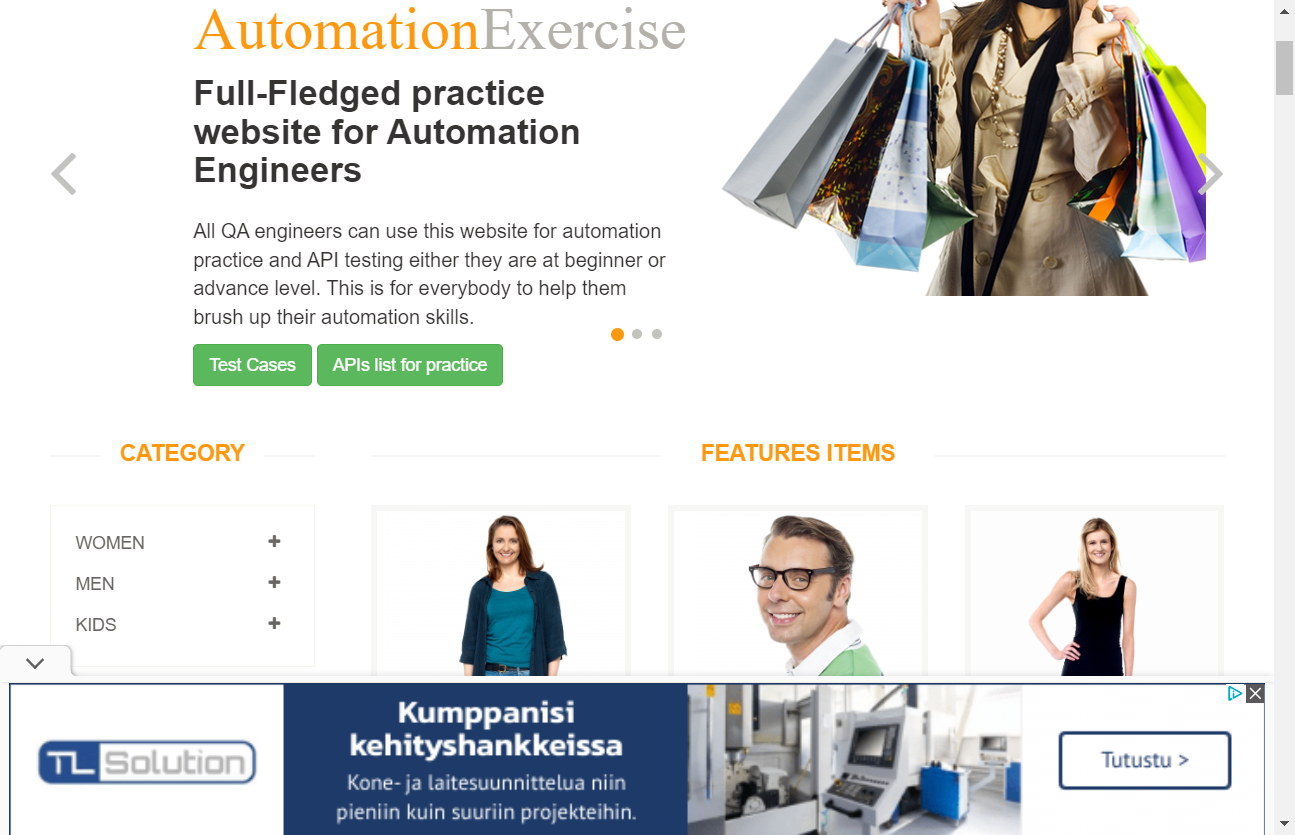 AutomationExercise
Full-Fledged practice
website for Automation
Engineers
All QA engineers can use this website for automation
practice and API testing either they are at beginner or
advance level. This is for everybody to help them
brush up their automation skills.
Test Cases
APIs list for practice
CATEGORY
WOMEN
MEN
KIDS
FEATURES ITEMS
TL Solution
Kumppanisi
kehityshankkeissa
Kone- ja laitesuunnittelua niin
pieniin kuin suuriin projekteihin.
Tutustu >